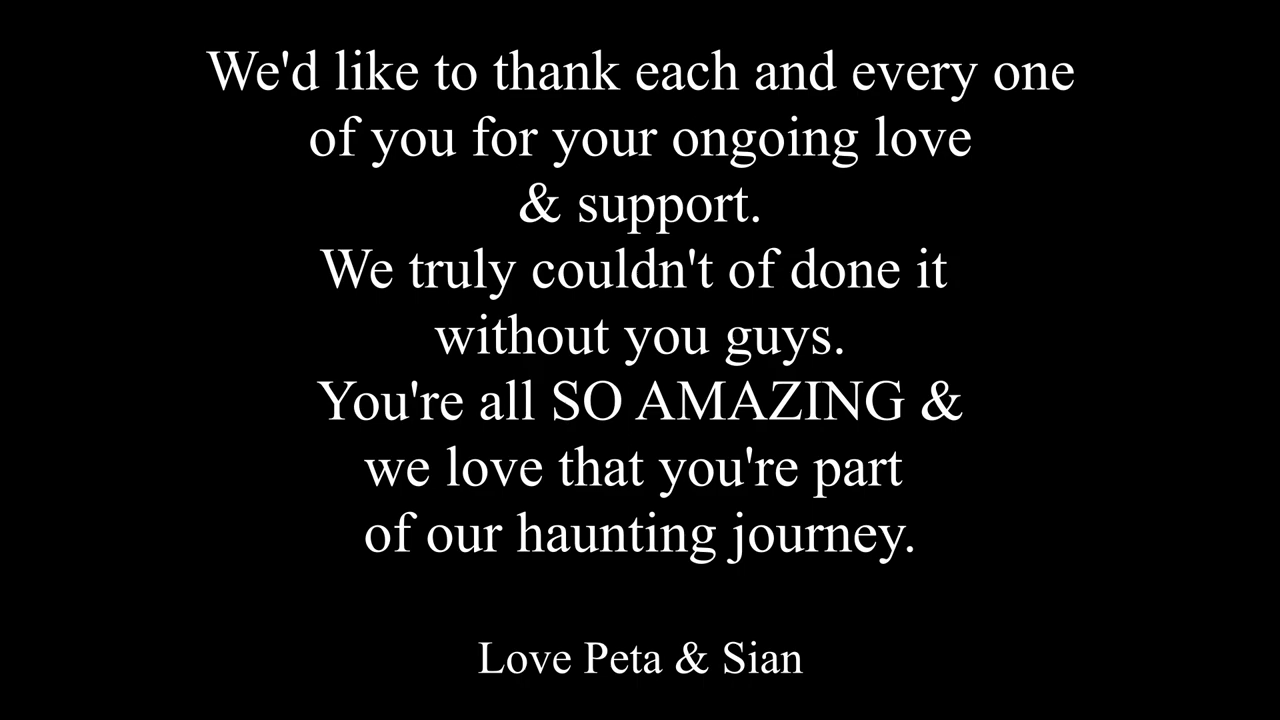 We'd like to thank each and every one
of you for your ongoing love
& support.
We truly couldn't of done it
without you guys.
You're all SO AMAZING &
we love that you're part
of our haunting journey.
Love Peta & Sian